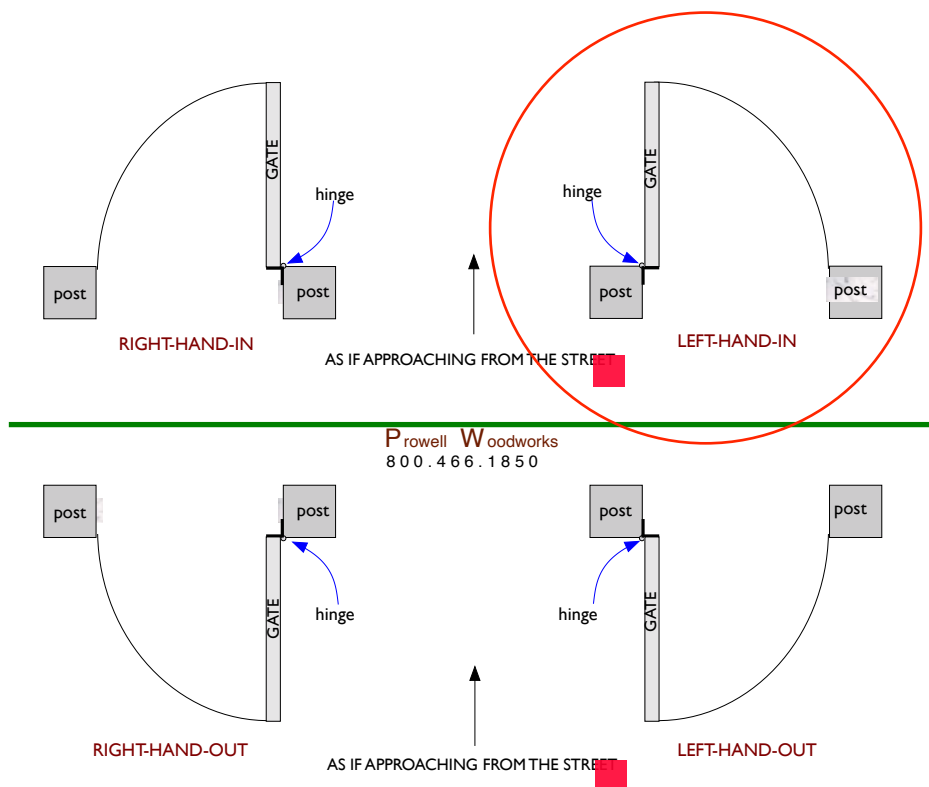 GATE
GATE
hinge
hinge
post
post
post
post
RIGHT-HAND-IN
LEFT-HAND-IN
AS IF APPROACHING FROM THE STREET
Prowell Woodworks
800.466.1850
post
post
post
post
GATE
GATE
hinge
hinge
RIGHT-HAND-OUT
LEFT-HAND-OUT
AS IF APPROACHING FROM THE STREET